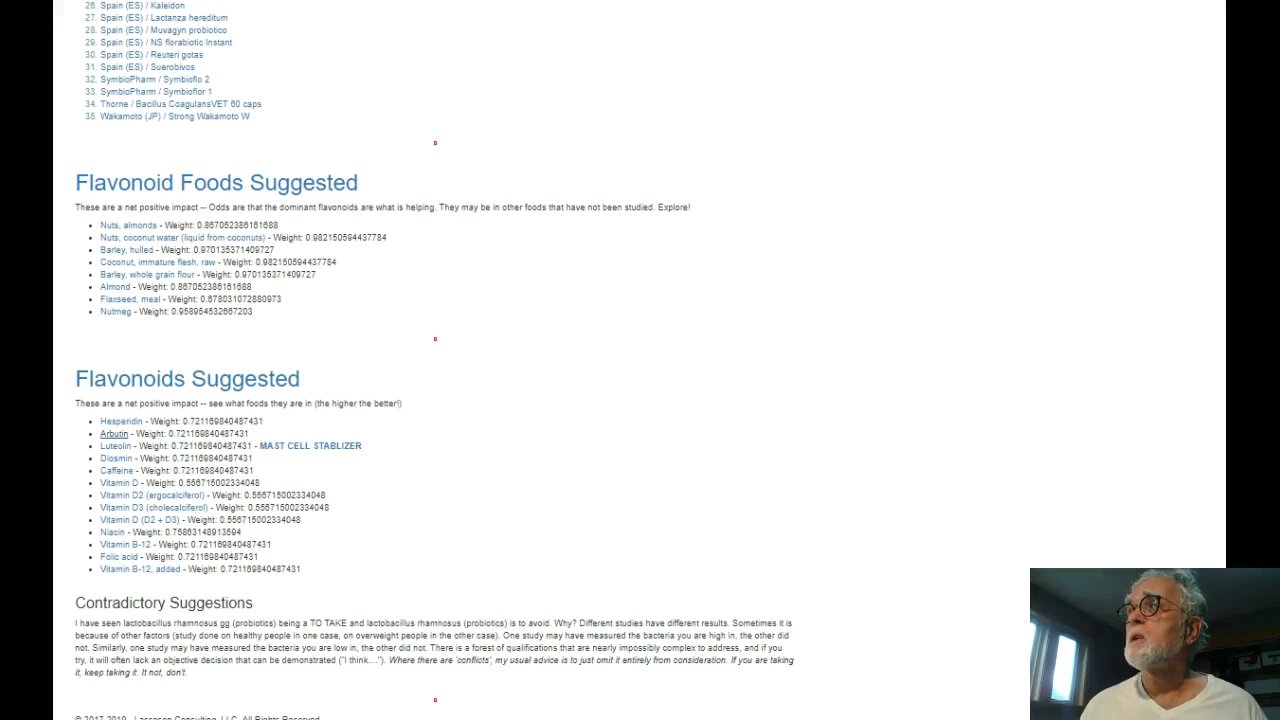 26. Spain (ES) / Kaleidon
27. Spain (ES) / Lactanza hereditum
28. Spain (ES) / Muvagyn probiotico
29. Spain (ES) / NS florabiotic Instant
30. Spain (ES) / Reuteri gotas
31. Spain (ES) / Suerobivos
32. SymbioPharm / Symbioflo 2
33. SymbioPharm / Symbioflor 1
34. Thorne / Bacillus CoagulansVET 60 caps
35. Wakamoto (JP) / Strong Wakamoto W
Flavonoid Foods Suggested
These are a net positive impact -- Odds are that the dominant flavonoids are what is helping. They may be in other foods that have not been studied. Explore!
Nuts, almonds - Weight: 0.867052386161688
Nuts, coconut water (liquid from coconuts) - Weight: 0.982150594437784
Barley, hulled - Weight: 0.970135371409727
Coconut, immature flesh, raw - Weight: 0.982150594437784
Barley, whole grain flour - Weight: 0.970135371409727
Almond - Weight: 0.867052386161688
Flaxseed, meal - Weight: 0.678031072880973
Nutmeg - Weight: 0.958954532667203
Flavonoids Suggested
These are a net positive impact -- see what foods they are in (the higher the better!)
Hesperidin - Weight: 0.721169840487431
Arbutin - Weight: 0.721169840487431
Luteolin - Weight: 0.721169840487431 - MAST CELL STABLIZER
Diosmin - Weight: 0.721169840487431
Caffeine - Weight: 0.721169840487431
Vitamin D - Weight: 0.556715002334048
Vitamin D2 (ergocalciferol) - Weight: 0.556715002334048
Vitamin D3 (cholecalciferol) - Weight: 0.556715002334048
Vitamin D (D2 + D3) - Weight: 0.556715002334048
Niacin - Weight: 0.75863148913594
Vitamin B-12 - Weight: 0.721169840487431
Folic acid - Weight: 0.721169840487431
Vitamin B-12, added - Weight: 0.721169840487431
Contradictory Suggestions
I have seen lactobacillus rhamnosus gg (probiotics) being a TO TAKE and lactobacillus rhamnosus (probiotics) is to avoid. Why? Different studies have different results. Sometimes it is
because of other factors (study done on healthy people in one case, on overweight people in the other case). One study may have measured the bacteria you are high in, the other did
not. Similarly, one study may have measured the bacteria you are low in, the other did not. There is a forest of qualifications that are nearly impossibly complex to address, and if you
try, it will often lack an objective decision that can be demonstrated ("I think...."). Where there are 'conflicts', my usual advice is to just omit it entirely from consideration. If you are taking
it, keep taking it. It not, don't.
© 2017-2019 - Lassesen Consulting, LLC, All Rights Reserved